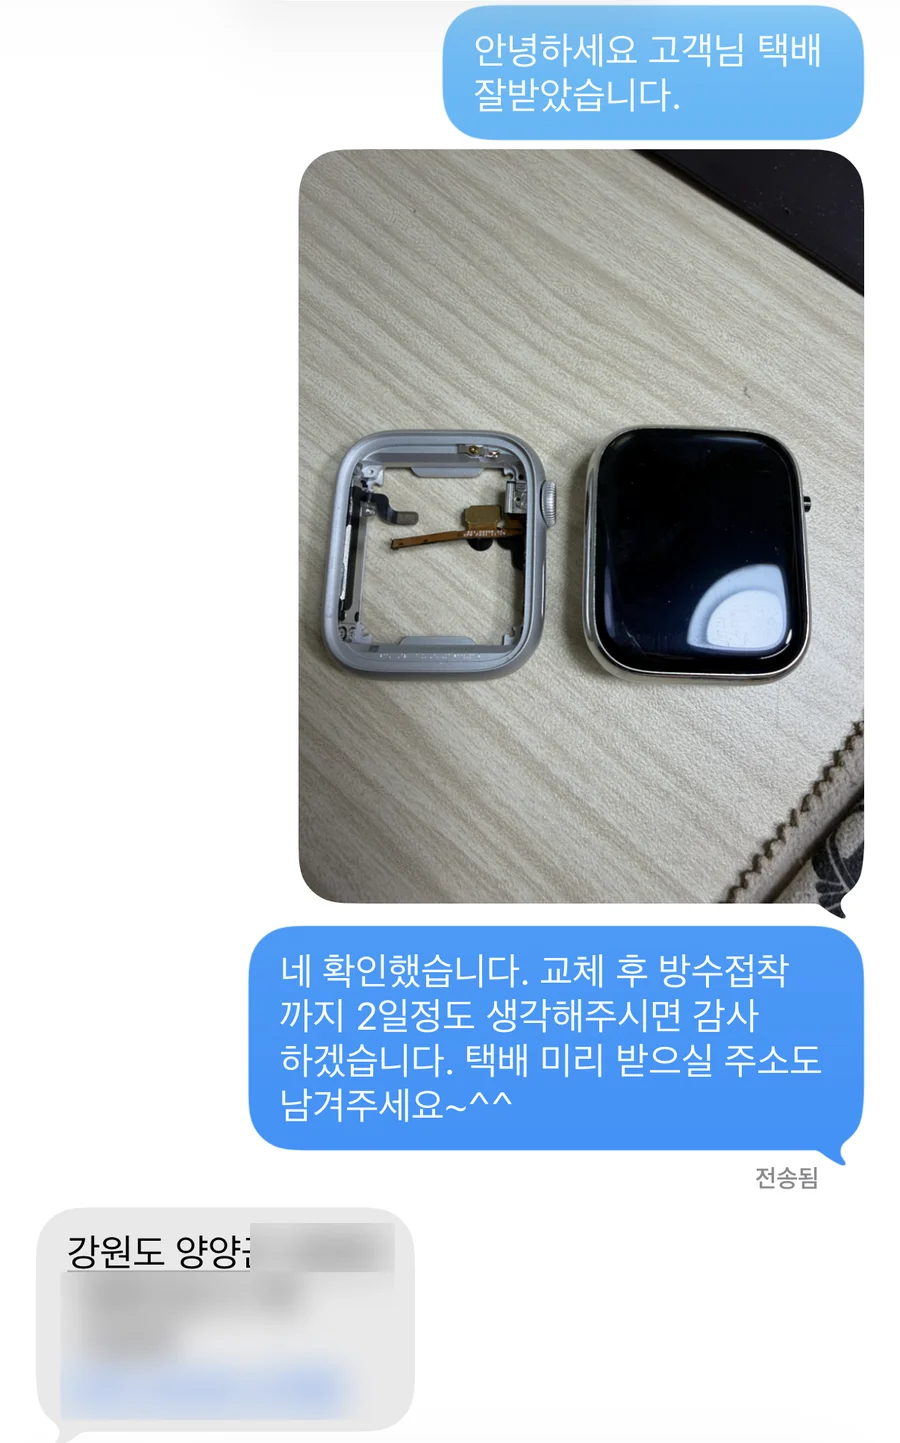 안녕하세요 고객님 택배
잘받았습니다.
네 확인했습니다. 교체 후 방수접착
까지 2일정도 생각해주시면 감사
하겠습니다. 택배 미리 받으실 주소도
남겨주세요~^^
전송됨
강원도